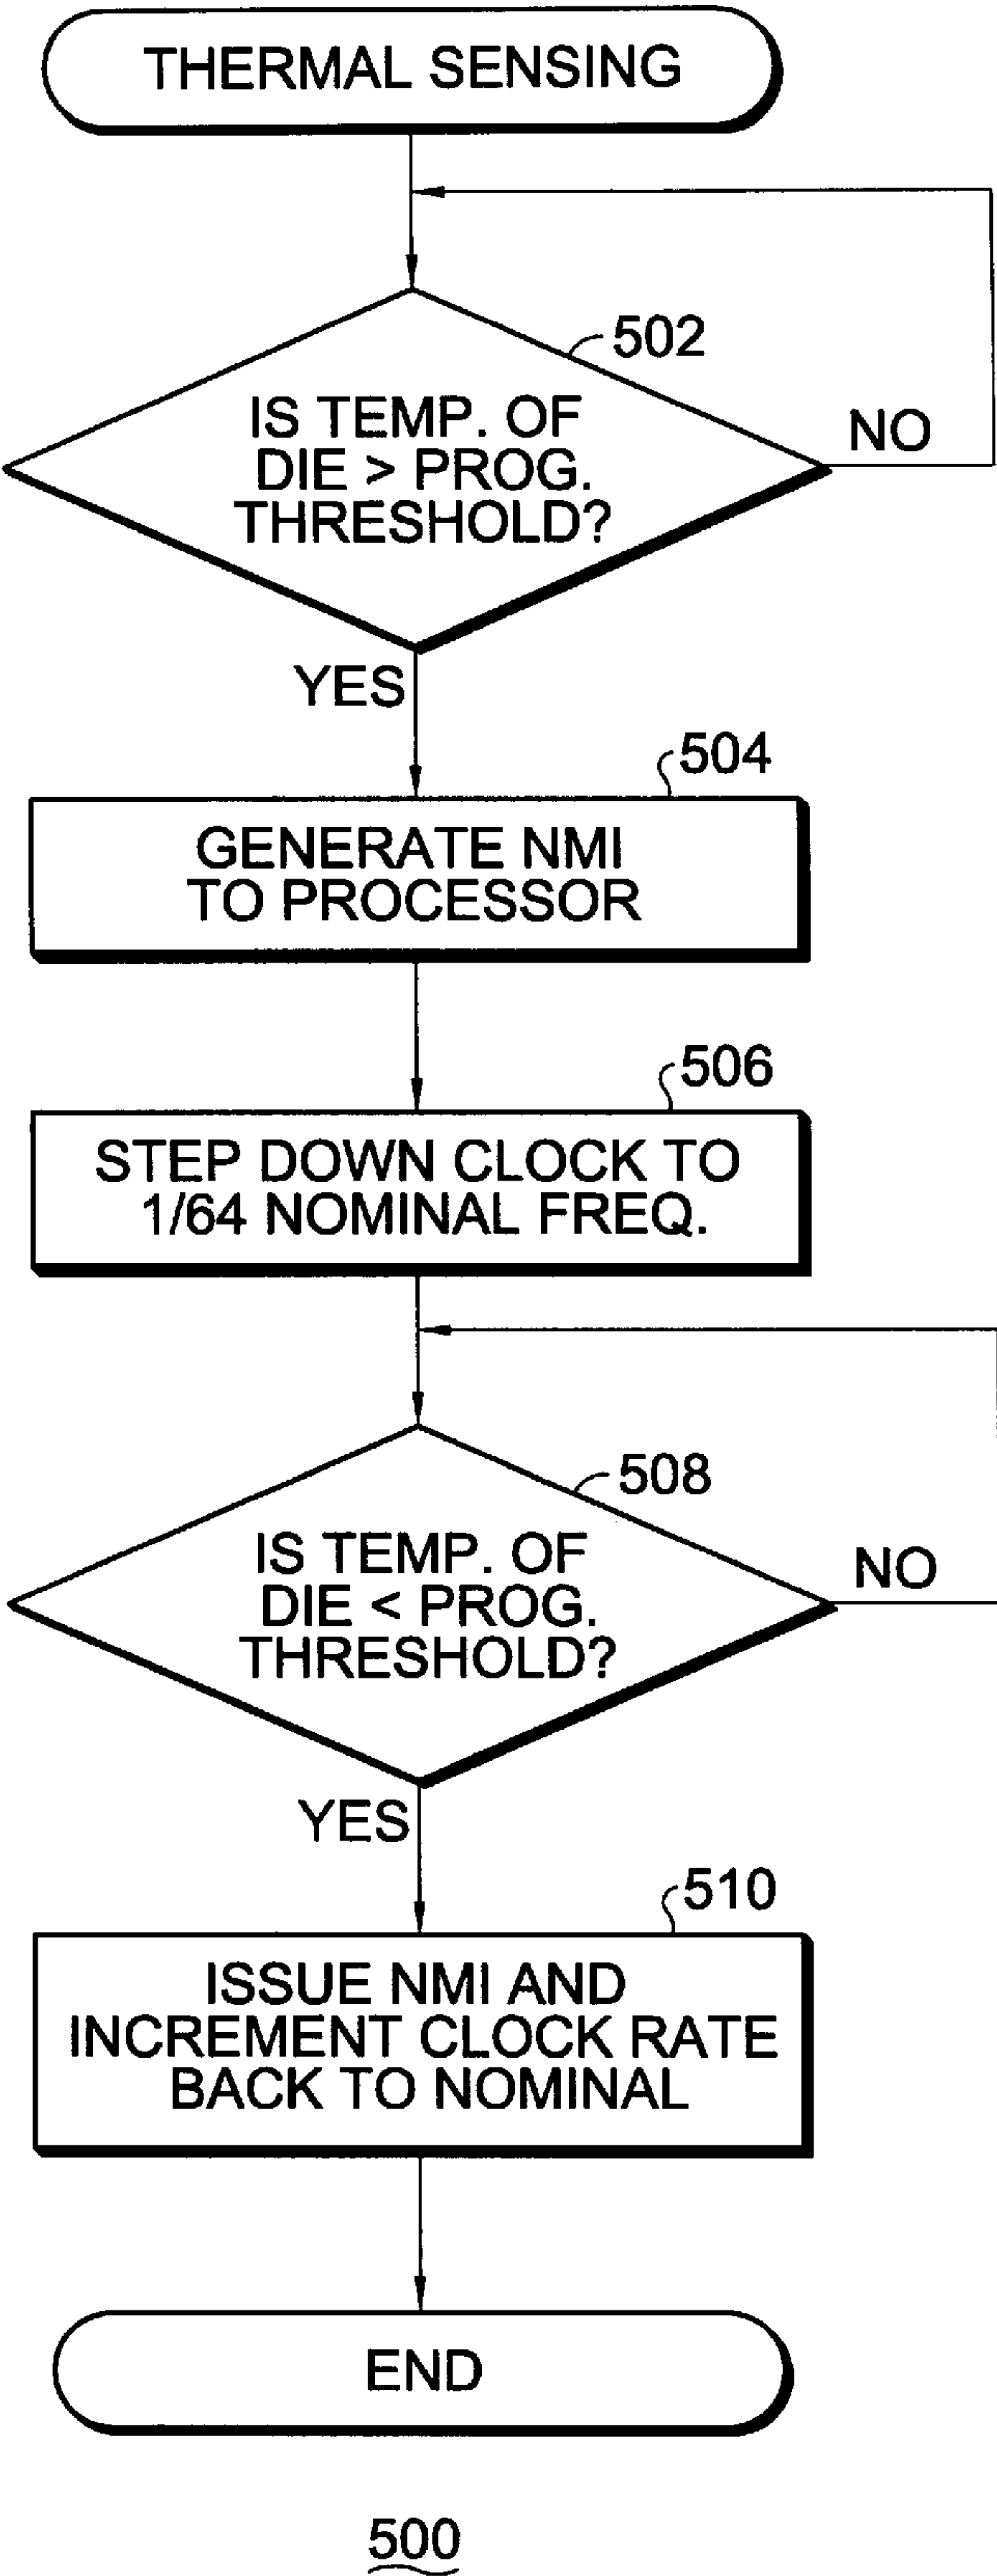 THERMAL SENSING
502
IS TEMP. OF
DIE > PROG.
THRESHOLD?
NO
YES
504
GENERATE NMI
TO PROCESSOR
506
STEP DOWN CLOCK TO
1/64 NOMINAL FREQ.
508
IS TEMP. OF
DIE < PROG.
THRESHOLD?
NO
YES
510
ISSUE NMI AND
INCREMENT CLOCK RATE
BACK TO NOMINAL
END
500